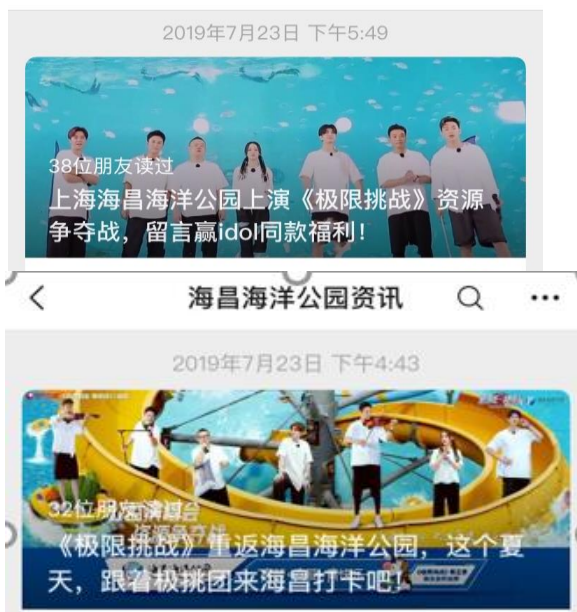 2019年7月23日 下午5:49
38位朋友读过
上海海昌海洋公园上演《极限挑战》资源
争夺战，留言赢idol同款福利！
海昌海洋公园资讯
2019年7月23日 下午4:43
32位朋友读过
资源争夺战
《极限挑战》重返海昌海洋公园，这个夏
天，跟着极挑团来海昌打卡吧！